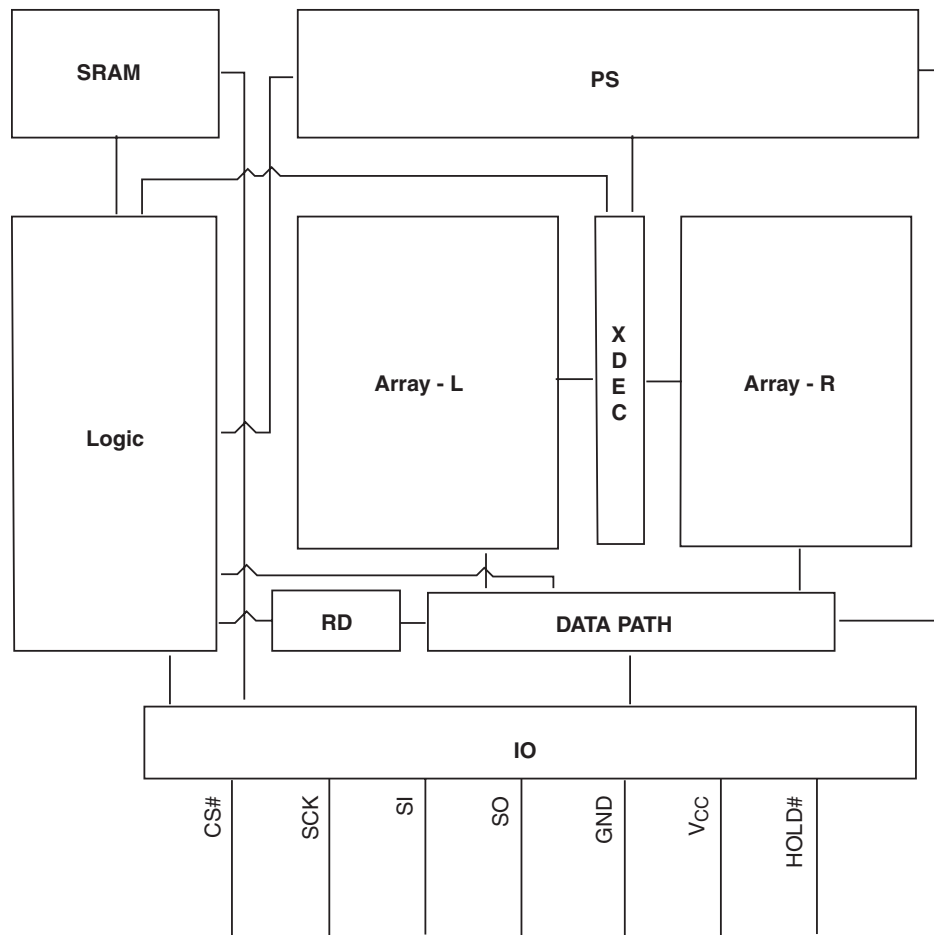 SRAM
PS
Logic
Array - L
X
D
E
C
Array - R
RD
DATA PATH
IO
CS#
SCK
SI
SO
GND
VCC
HOLD#